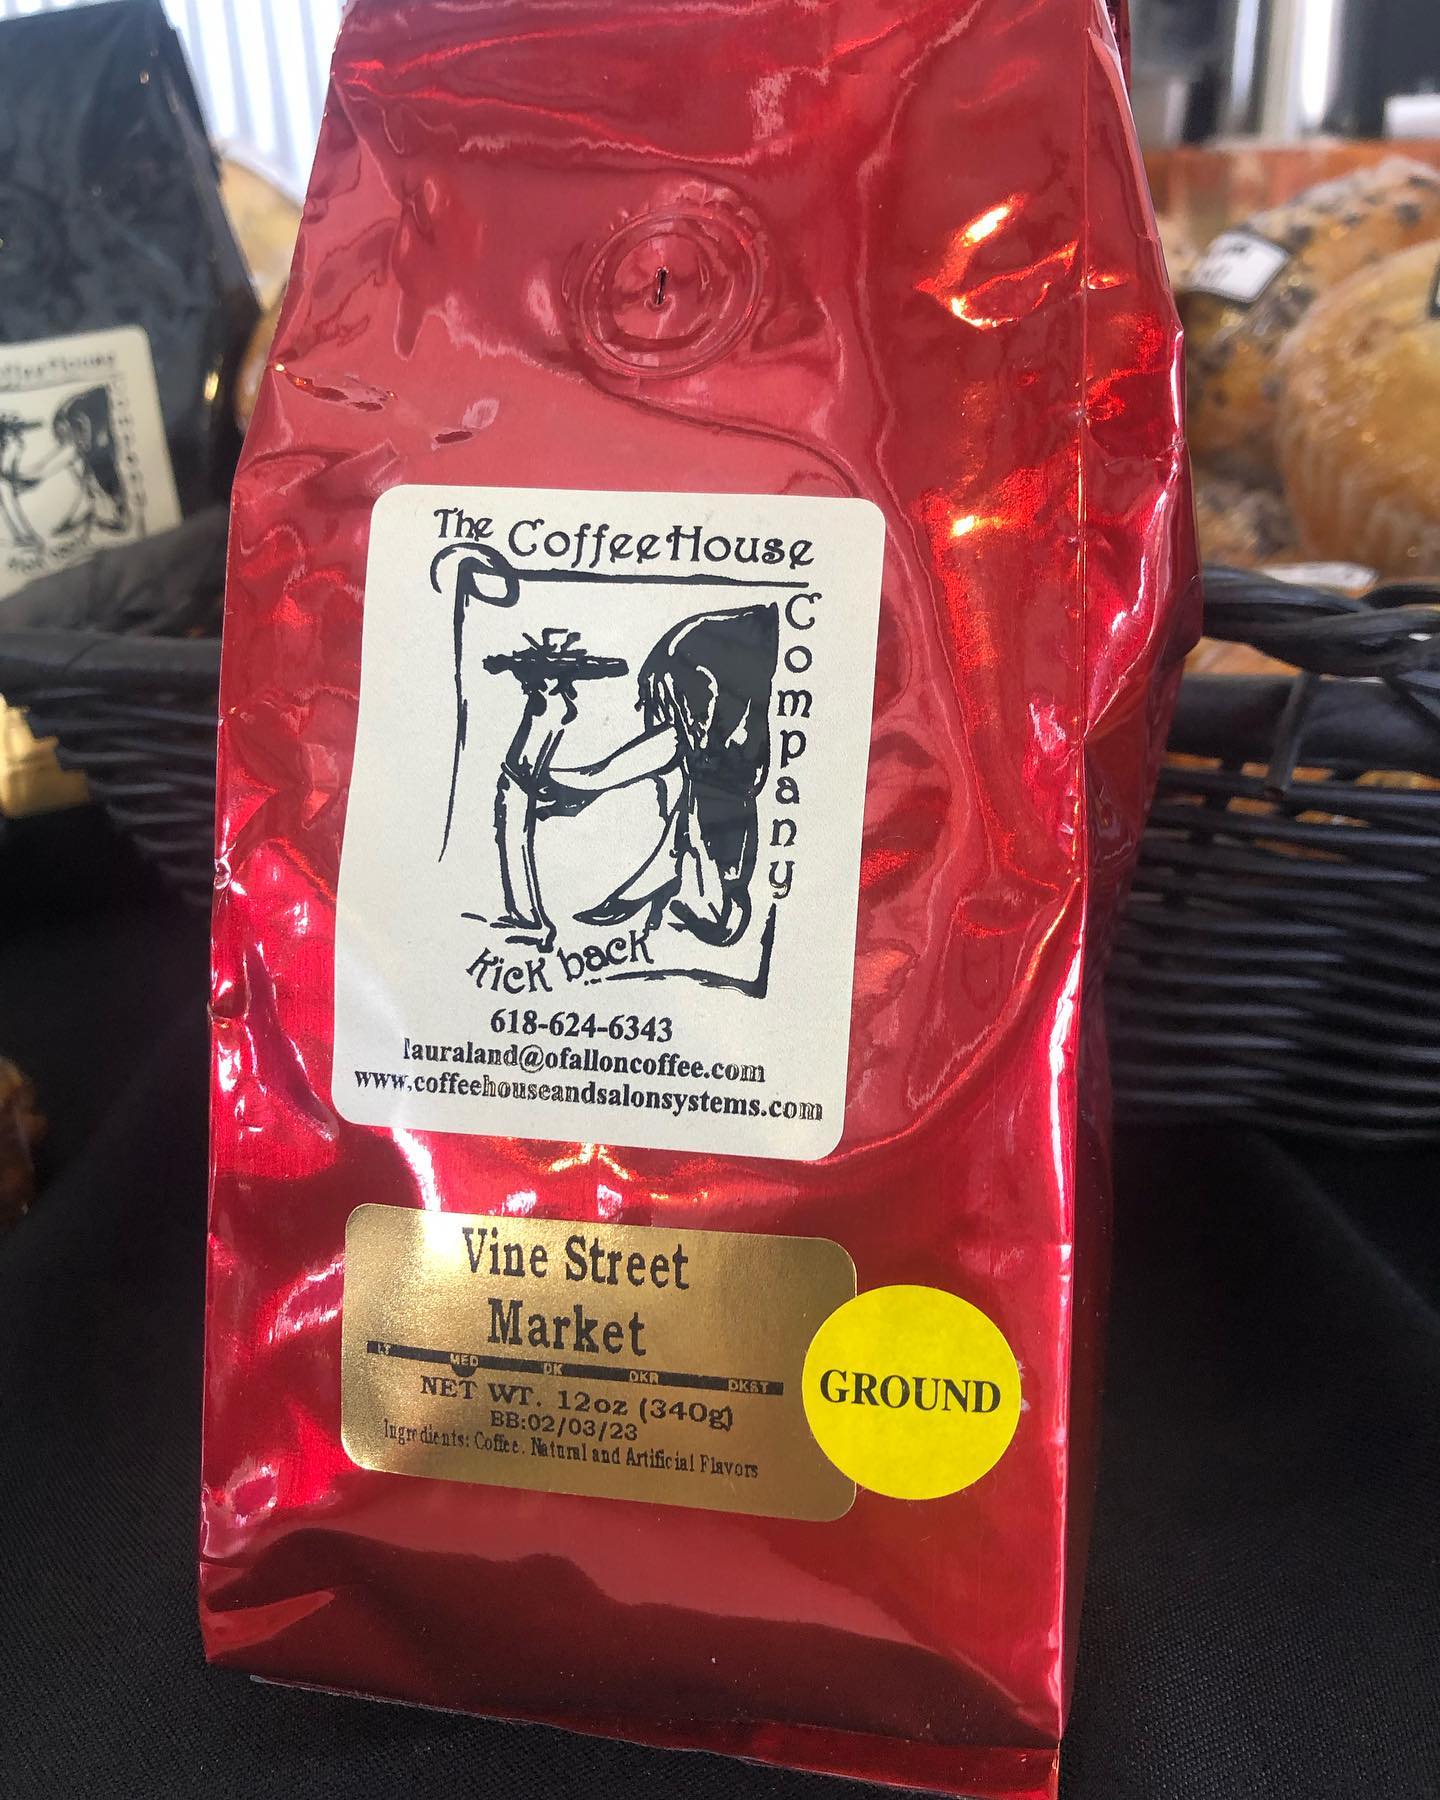 The CoffeeHouse
Company
Kick back
618-624-6343
lauraland@ofalloncoffee.com
www.coffeehouseandsalonsystems.com
Vine Street
Market
LT MED DK DKR DKST
NET WT. 12oz (340g)
BB:02/03/23
Ingredients: Coffee. Natural and Artificial Flavors
GROUND
CoffeeHouse